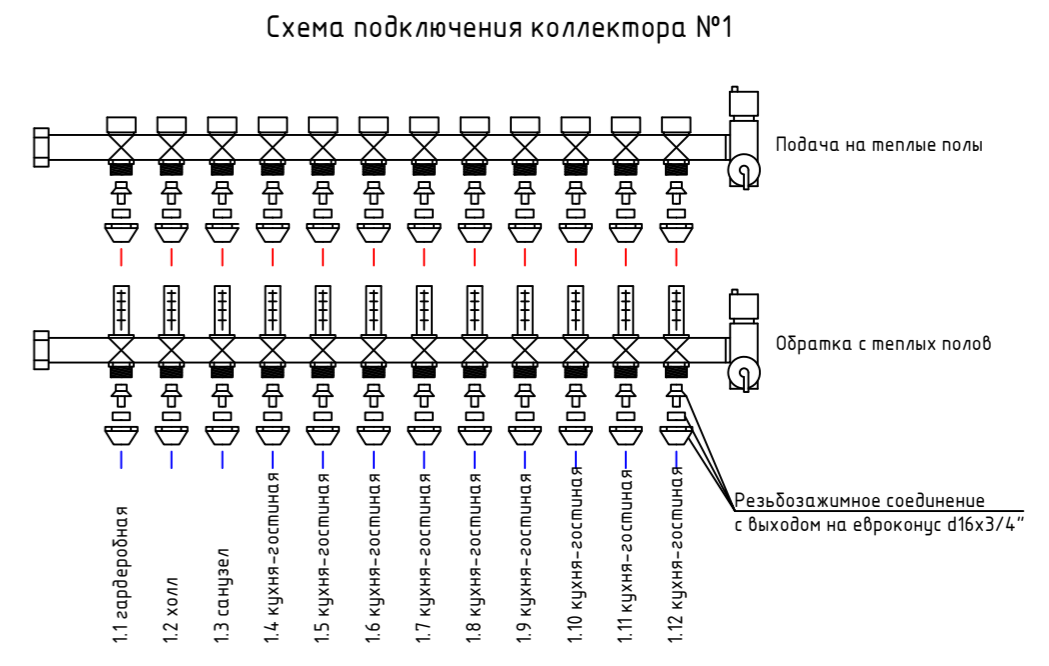 Схема подключения коллектора №1
Подача на теплые полы
Обратка с теплых полов
Резьбозажимное соединение
с выходом на евроконус d16x3/4"
1.1 гардеробная
1.2 холл
1.3 санузел
1.4 кухня-гостиная
1.5 кухня-гостиная
1.6 кухня-гостиная
1.7 кухня-гостиная
1.8 кухня-гостиная
1.9 кухня-гостиная
1.10 кухня-гостиная
1.11 кухня-гостиная
1.12 кухня-гостиная